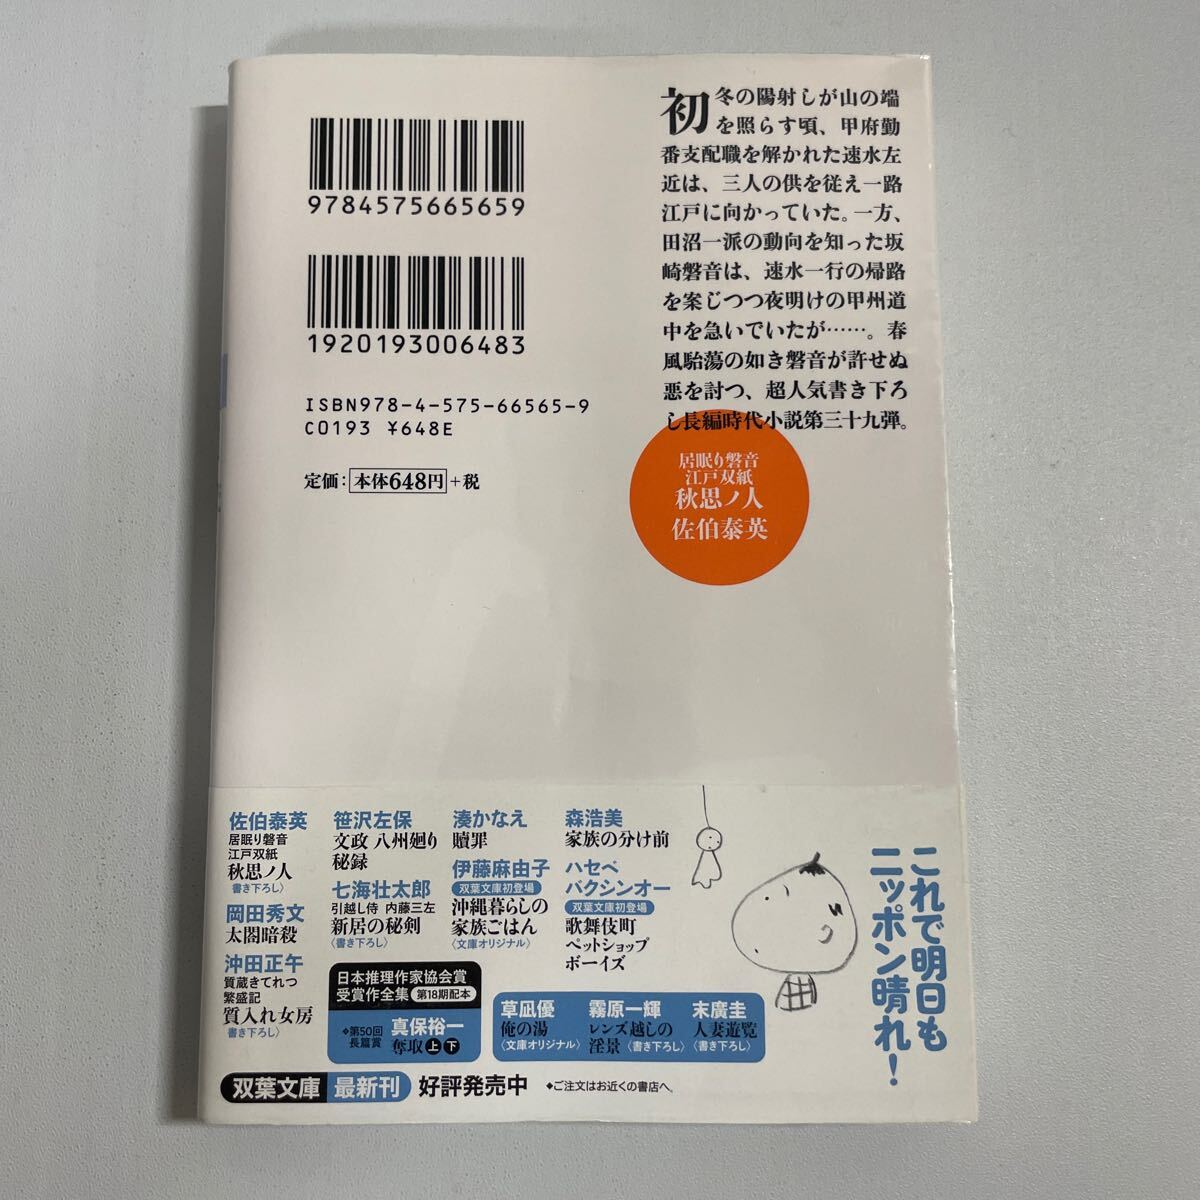 9784575665659
1920193006483
ISBN978-4-575-66565-9
C0193 ¥648E
定価：本体648円+税
初冬の陽射しが山の端
を照らす頃、甲府勤
番支配職を解かれた速水左
近は、三人の供を従え一路
江戸に向かっていた。一方、
田沼一派の動向を知った坂
崎磐音は、速水一行の帰路
を案じつつ夜明けの甲州道
中を急いでいたが……。春
風駘蕩の如き磐音が許せぬ
悪を討つ、超人気書き下ろ
し長編時代小説第三十九弾。
居眠り磐音
江戸双紙
秋思ノ人
佐伯泰英
佐伯泰英
居眠り磐音
江戸双紙
秋思ノ人
書き下ろし〉
岡田秀文
太閤暗殺
沖田正午
質蔵きてれつ
繁盛記
質入れ女房
書き下ろし〉
笹沢左保
文政 八州廻り
秘録
七海壮太郎
引越し侍 内藤三左
新居の秘剣
〈書き下ろし〉
湊かなえ
贖罪
伊藤麻由子
双葉文庫初登場
沖縄暮らしの
家族ごはん
〈文庫オリジナル〉
森浩美
家族の分け前
ハセベ
バクシンオー
双葉文庫初登場
歌舞伎町
ペットショップ
ボーイズ
日本推理作家協会賞
受賞作全集 第18期配本
◆第50回
長篇賞
真保裕一
奪取 上 下
草凪優
俺の湯
〈文庫オリジナル〉
霧原一輝
レンズ越しの
淫景〈書き下ろし〉
末廣圭
人妻遊覧
〈書き下ろし〉
これで明日も
ニッポン晴れ！
双葉文庫 最新刊 好評発売中 ◆ご注文はお近くの書店へ。